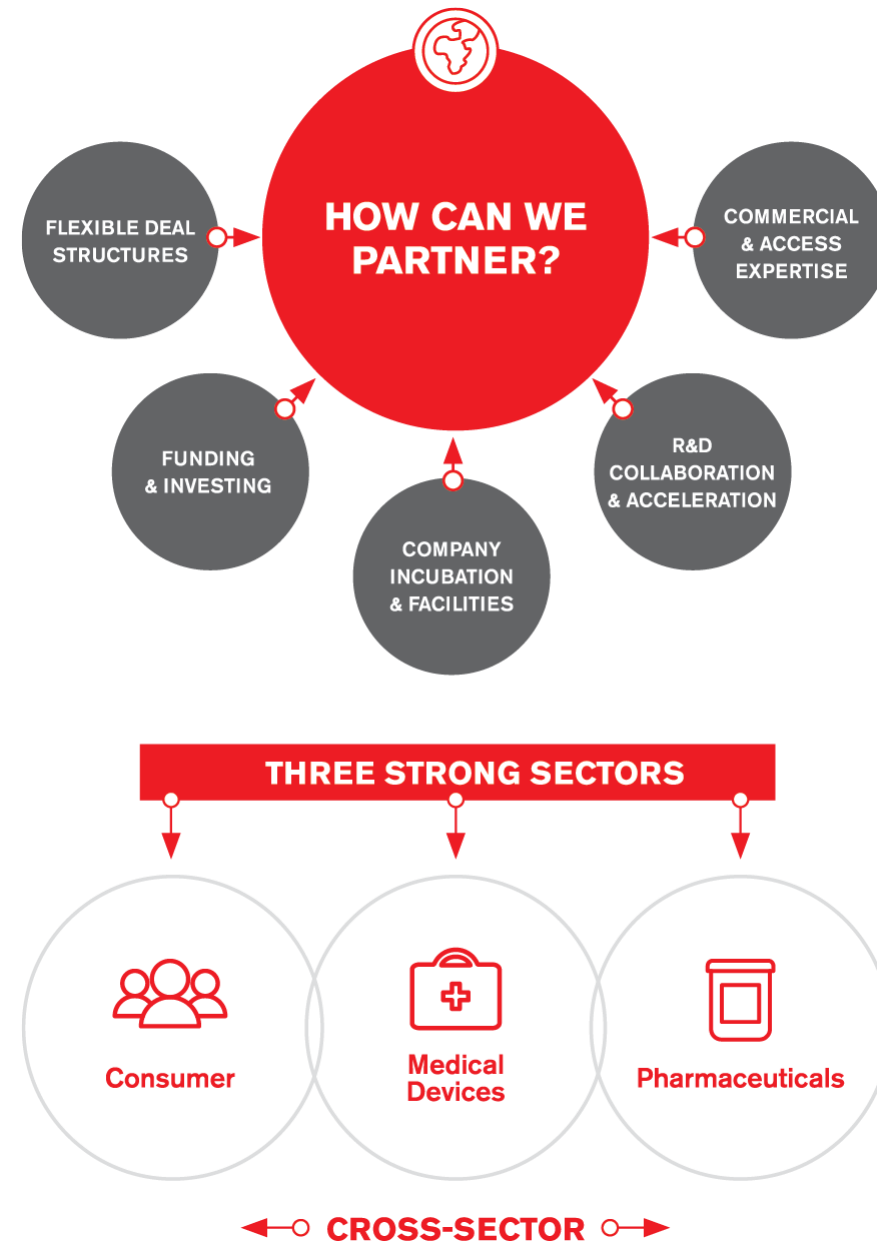 HOW CAN WE
PARTNER?
FLEXIBLE DEAL
STRUCTURES
COMMERCIAL
& ACCESS
EXPERTISE
FUNDING
& INVESTING
R&D
COLLABORATION
& ACCELERATION
COMPANY
INCUBATION
& FACILITIES
THREE STRONG SECTORS
Consumer
Medical
Devices
Pharmaceuticals
CROSS-SECTOR